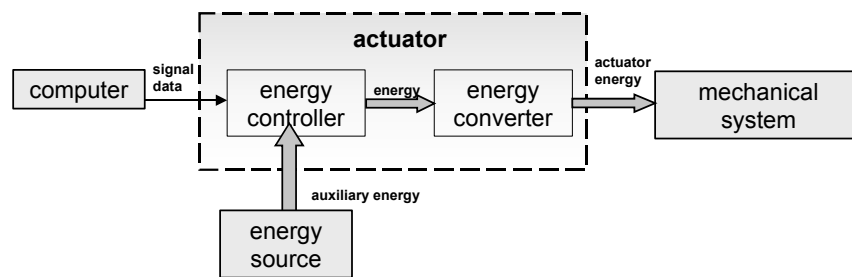 actuator
computer
signal
data
energy
controller
energy
energy
converter
actuator
energy
mechanical
system
auxiliary energy
energy
source